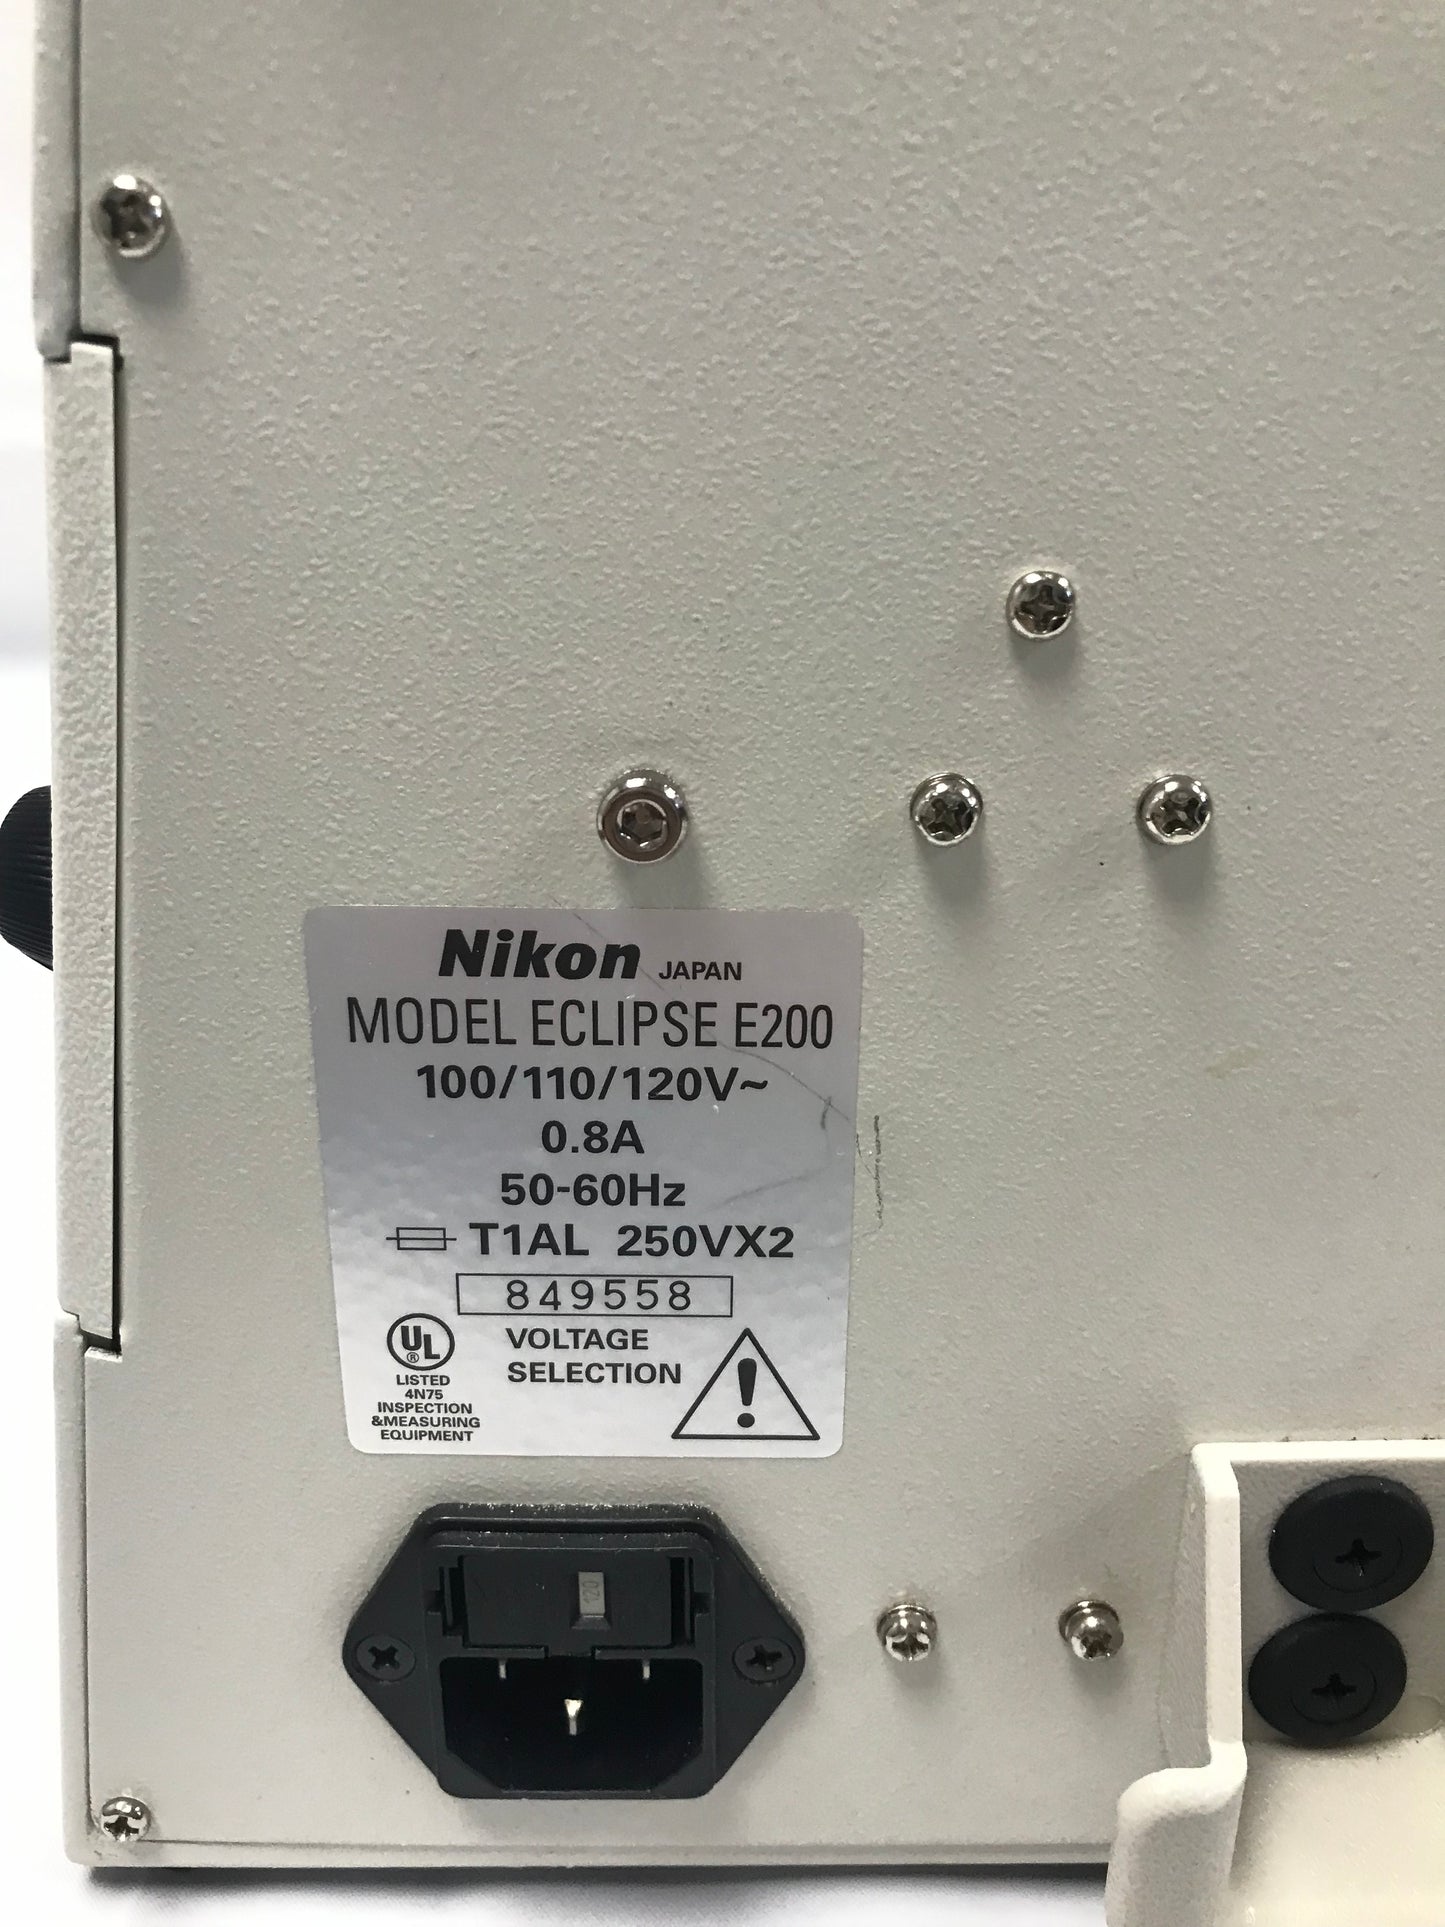 Nikon JAPAN
MODEL ECLIPSE E200
100/110/120V~
0.8A
50-60Hz
T1AL 250VX2
849558
UL
®
LISTED
4N75
INSPECTION
&MEASURING
EQUIPMENT
VOLTAGE
SELECTION
!
120